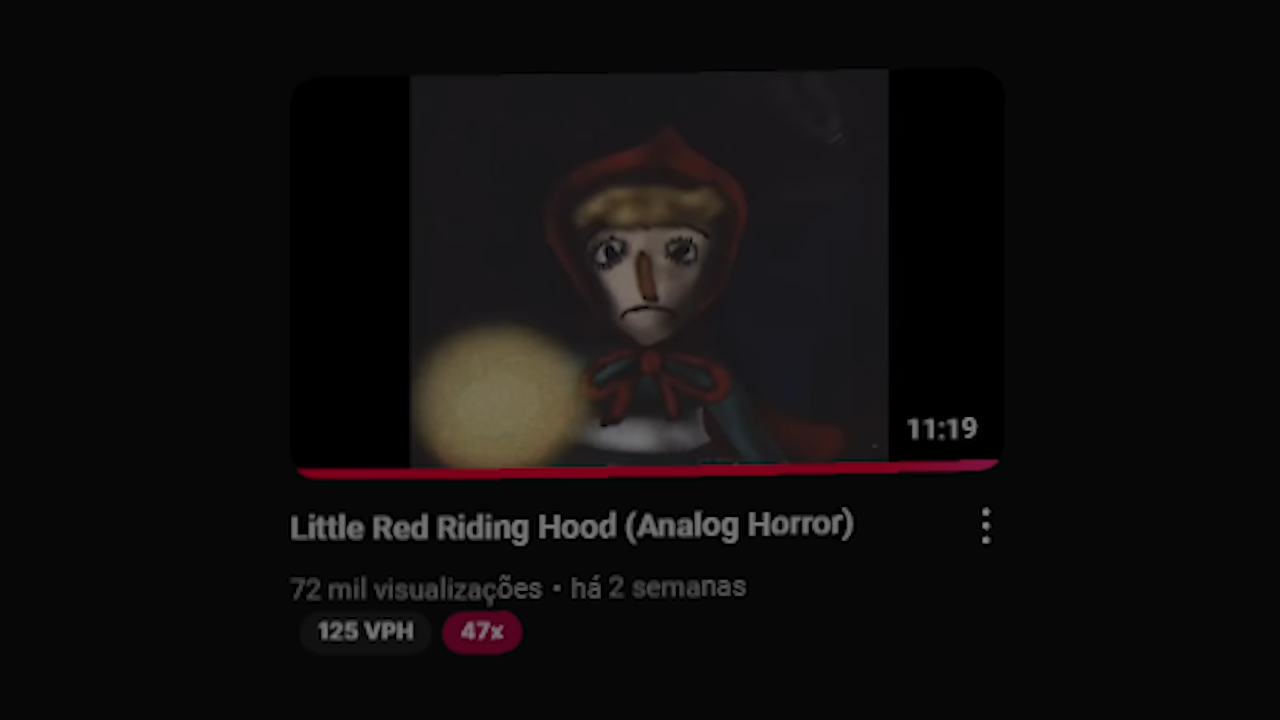 11:19
Little Red Riding Hood (Analog Horror)
72 mil visualizações • há 2 semanas
125 VPH 47x